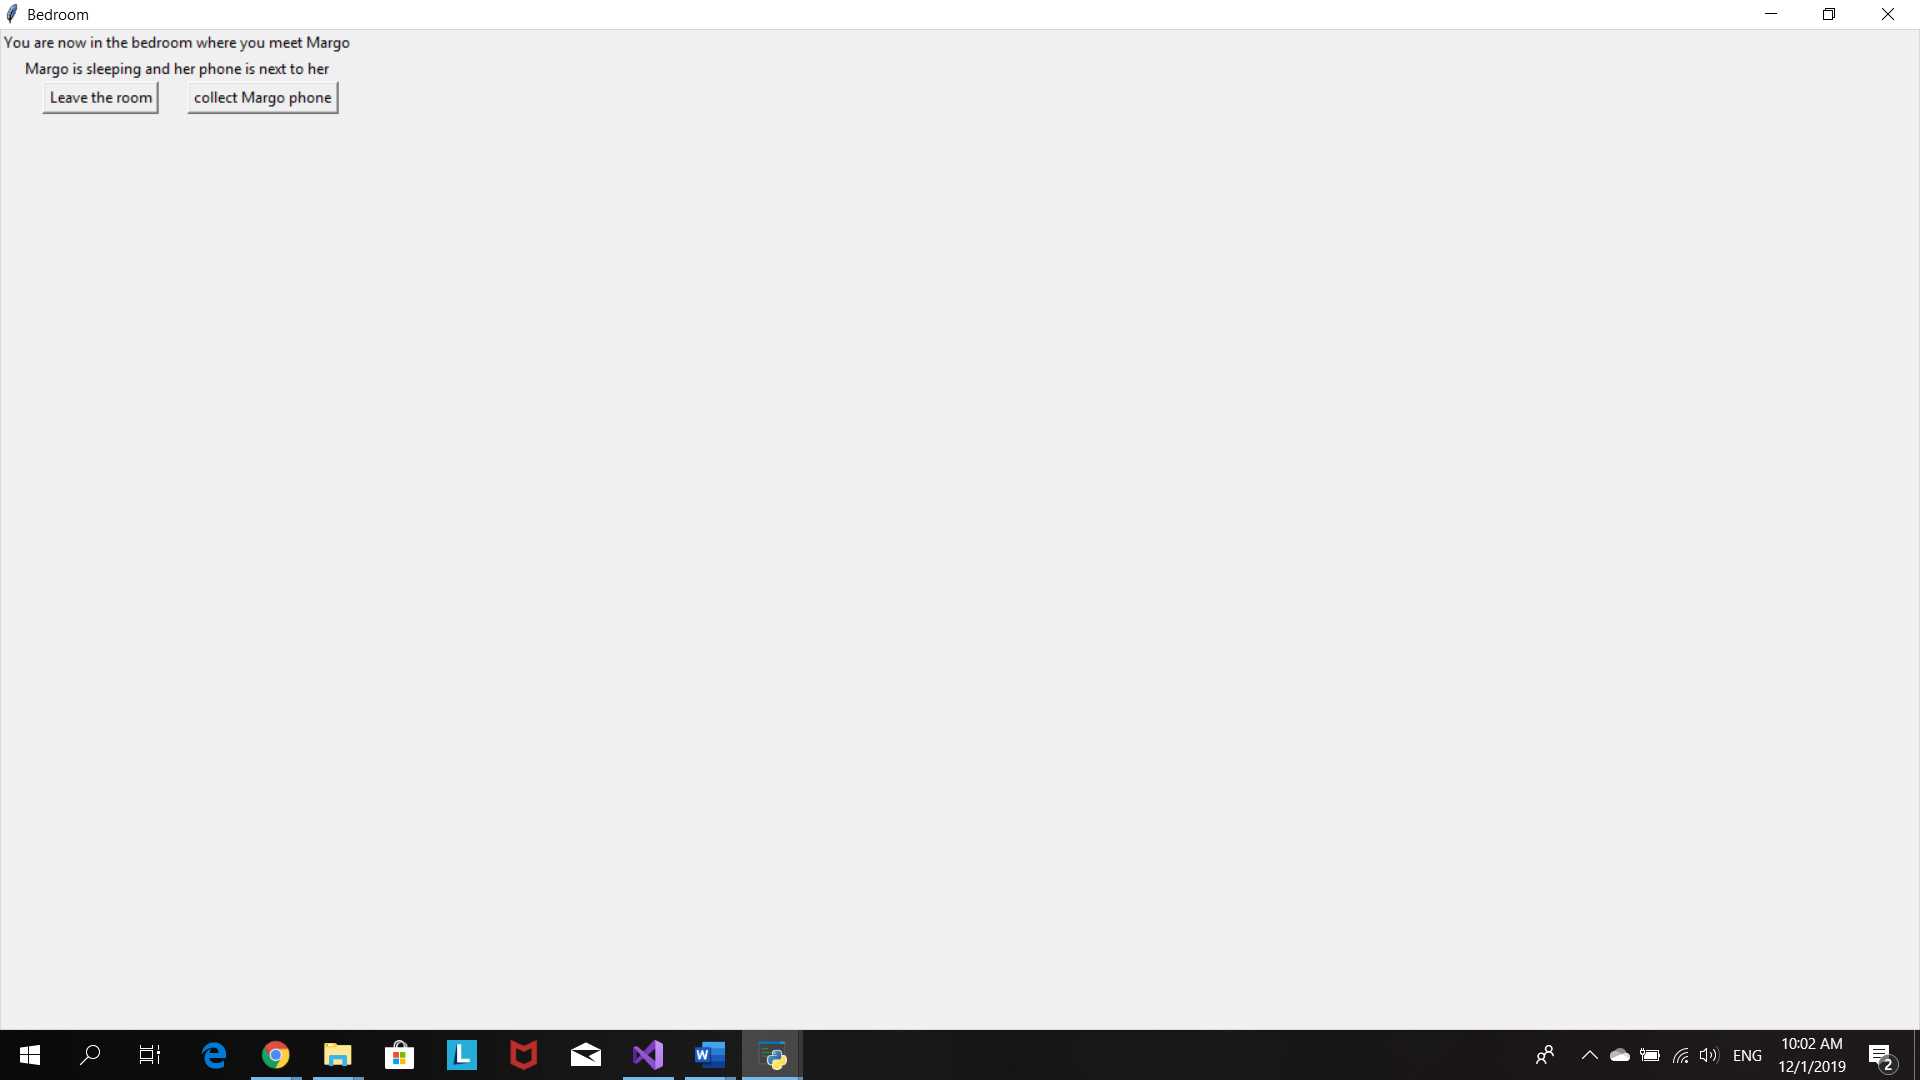 Bedroom
You are now in the bedroom where you meet Margo
Margo is sleeping and her phone is next to her
Leave the room collect Margo phone
L W ENG 10:02 AM
12/1/2019 2